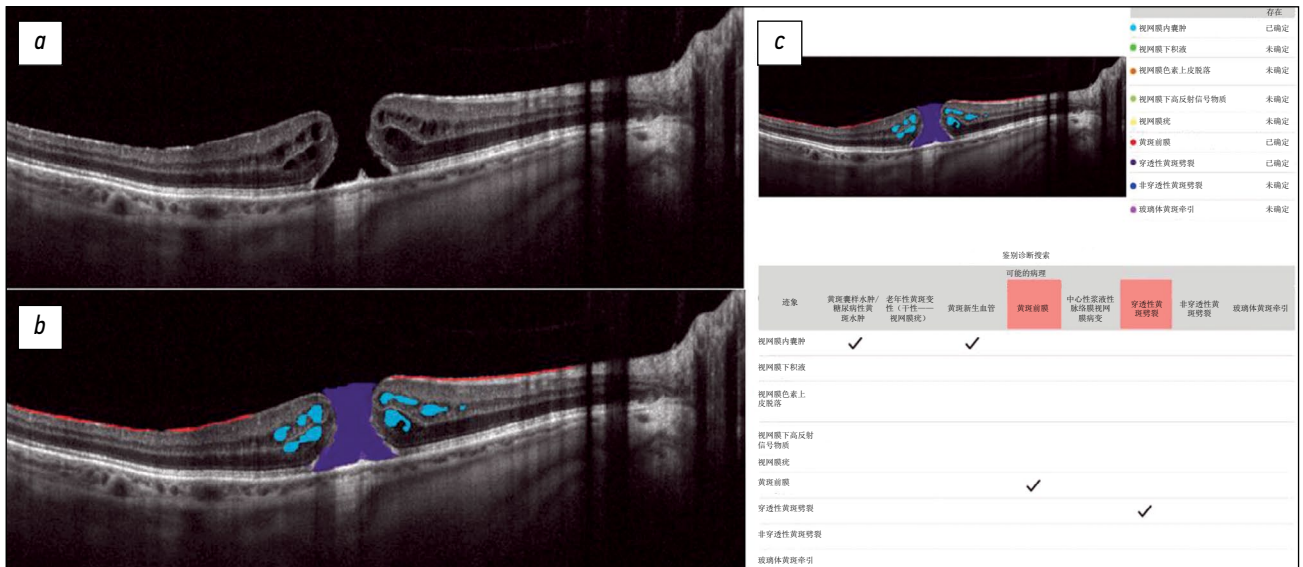 a
b
c
存在
视网膜内囊肿 已确定
视网膜下积液 未确定
视网膜色素上皮脱落 未确定
视网膜下高反射信号物质 未确定
视网膜疣 未确定
黄斑前膜 已确定
穿透性黄斑劈裂 已确定
非穿透性黄斑劈裂 未确定
玻璃体黄斑牵引 未确定
鉴别诊断搜索
可能的病理
迹象
黄斑囊样水肿/
糖尿病性黄
斑水肿
老年性黄斑变
性（干性——
视网膜疣）
黄斑新生血管
黄斑前膜
中心性浆液性
脉络膜视网
膜病变
穿透性黄
斑劈裂
非穿透性黄
斑劈裂
玻璃体黄斑牵引
视网膜内囊肿 ✓ ✓
视网膜下积液
视网膜色素上
皮脱落
视网膜下高反射
信号物质
视网膜疣
黄斑前膜 ✓
穿透性黄斑劈裂 ✓
非穿透性黄斑劈裂
玻璃体黄斑牵引